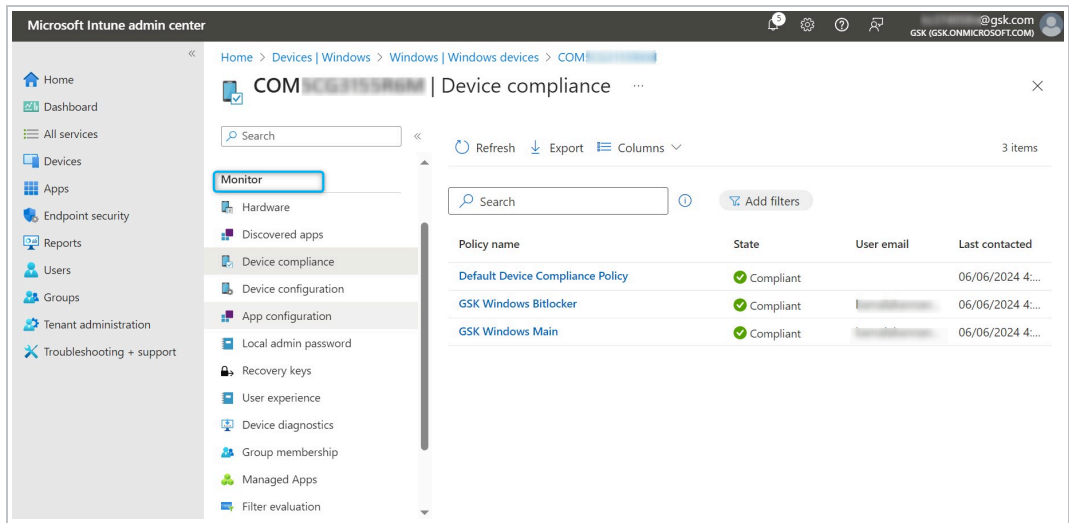 Microsoft Intune admin center
5
@gsk.com
GSK (GSK.ONMICROSOFT.COM)
Home > Devices | Windows > Windows | Windows devices > COM
COM | Device compliance ...
Home
Dashboard
All services
Devices
Apps
Endpoint security
Reports
Users
Groups
Tenant administration
Troubleshooting + support
Search
Monitor
Hardware
Discovered apps
Device compliance
Device configuration
App configuration
Local admin password
Recovery keys
User experience
Device diagnostics
Group membership
Managed Apps
Filter evaluation
Refresh Export Columns 3 items
Search Add filters
Policy name State User email Last contacted
Default Device Compliance Policy Compliant 06/06/2024 4:...
GSK Windows Bitlocker Compliant 06/06/2024 4:...
GSK Windows Main Compliant 06/06/2024 4:...